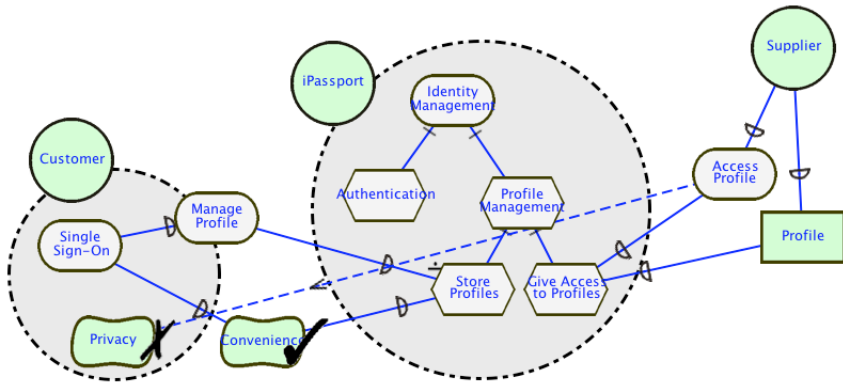 Supplier
iPassport
Identity
Management
Customer
Access
Profile
Authentication
Profile
Management
Manage
Profile
Single
Sign-On
Profile
Store
Profiles
Give Access
to Profiles
Privacy
Convenience